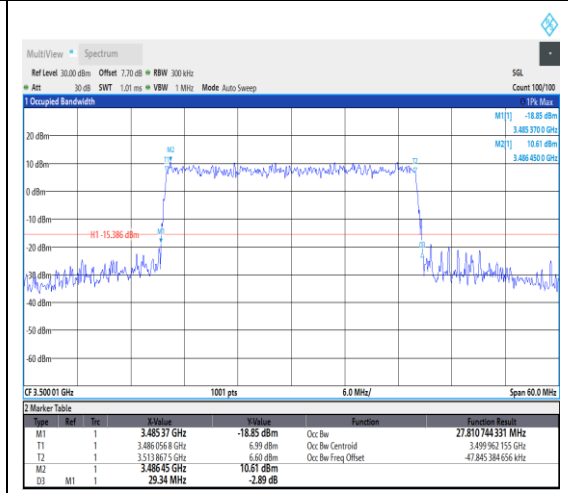 MultiView Spectrum
Ref Level 30.00 dBm Offset 7.70 dB RBW 300 kHz SGL
Att 30 dB SWT 1.01 ms VBW 1 MHz Mode Auto Sweep Count 100/100
1 Occupied Bandwidth 1Pk Max
M1[1] -18.85 dBm
3.485 370 0 GHz
M2[1] 10.61 dBm
3.486 450 0 GHz
20 dBm
M2
10 dBm T1 T2
0 dBm
-10 dBm
H1 -15.386 dBm M1
-20 dBm
D3
-30 dBm
-40 dBm
-50 dBm
-60 dBm
CF 3.500 01 GHz 1001 pts 6.0 MHz/ Span 60.0 MHz
2 Marker Table
Type Ref Trc X-Value Y-Value Function Function Result
M1 1 3.485 37 GHz -18.85 dBm Occ Bw 27.810 744 331 MHz
T1 1 3.486 056 8 GHz 6.99 dBm Occ Bw Centroid 3.499 962 155 GHz
T2 1 3.513 867 5 GHz 6.60 dBm Occ Bw Freq Offset -47.845 384 656 kHz
M2 1 3.486 45 GHz 10.61 dBm
D3 M1 1 29.34 MHz -2.89 dB